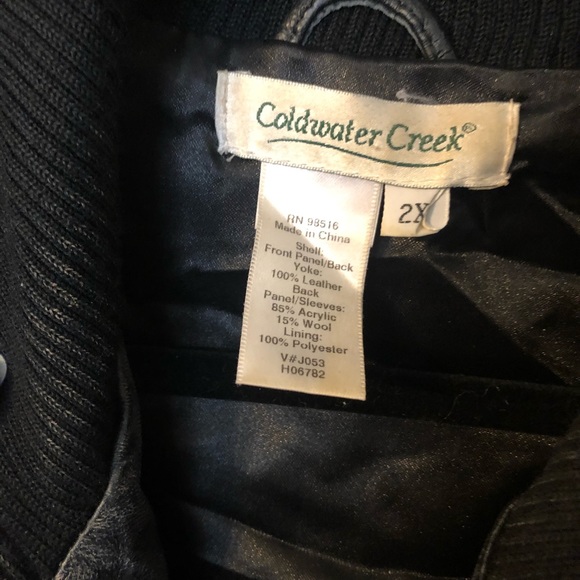 Coldwater Creek®
2X
RN 98516
Made in China
Shell:
Front Panel/Back
Yoke:
100% Leather
Back
Panel/Sleeves:
85% Acrylic
15% Wool
Lining:
100% Polyester
V#J053
H06782